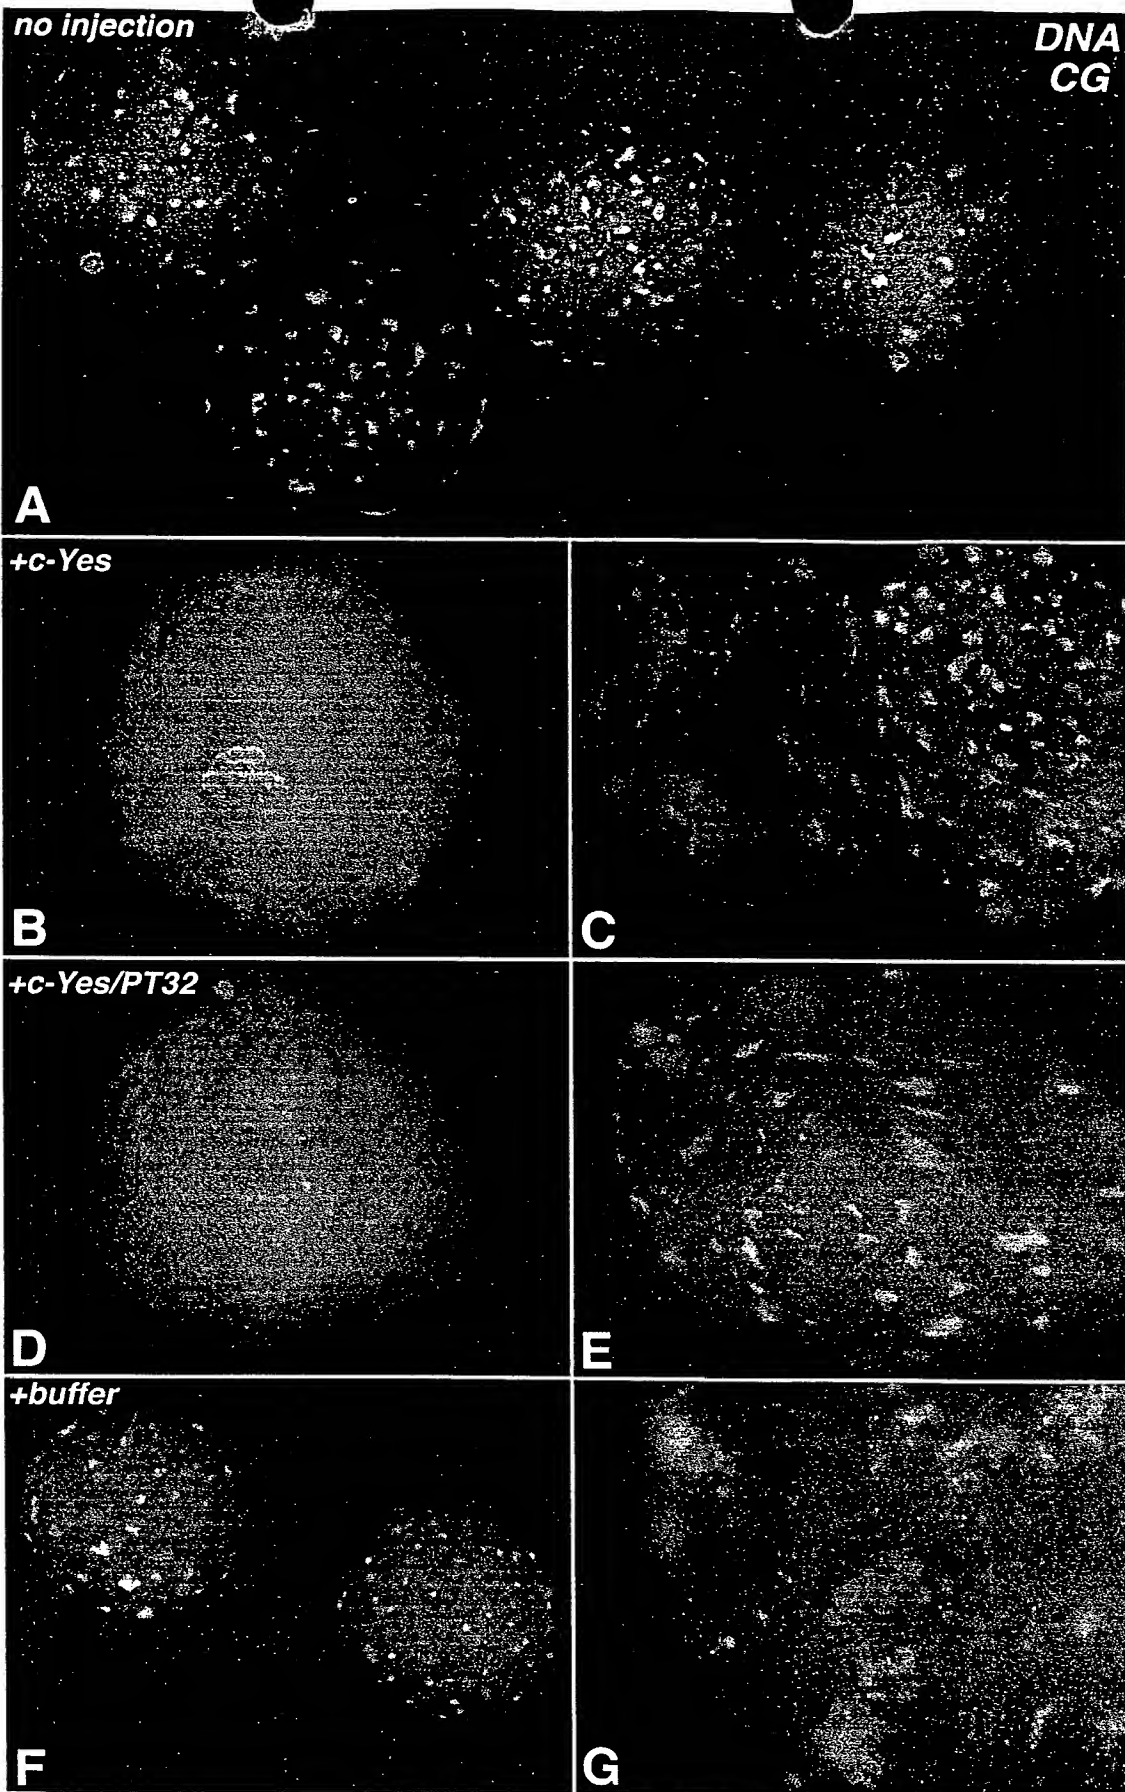 no injection
DNA
CG
A
+c-Yes
B
C
+c-Yes/PT32
D
E
+buffer
F
G